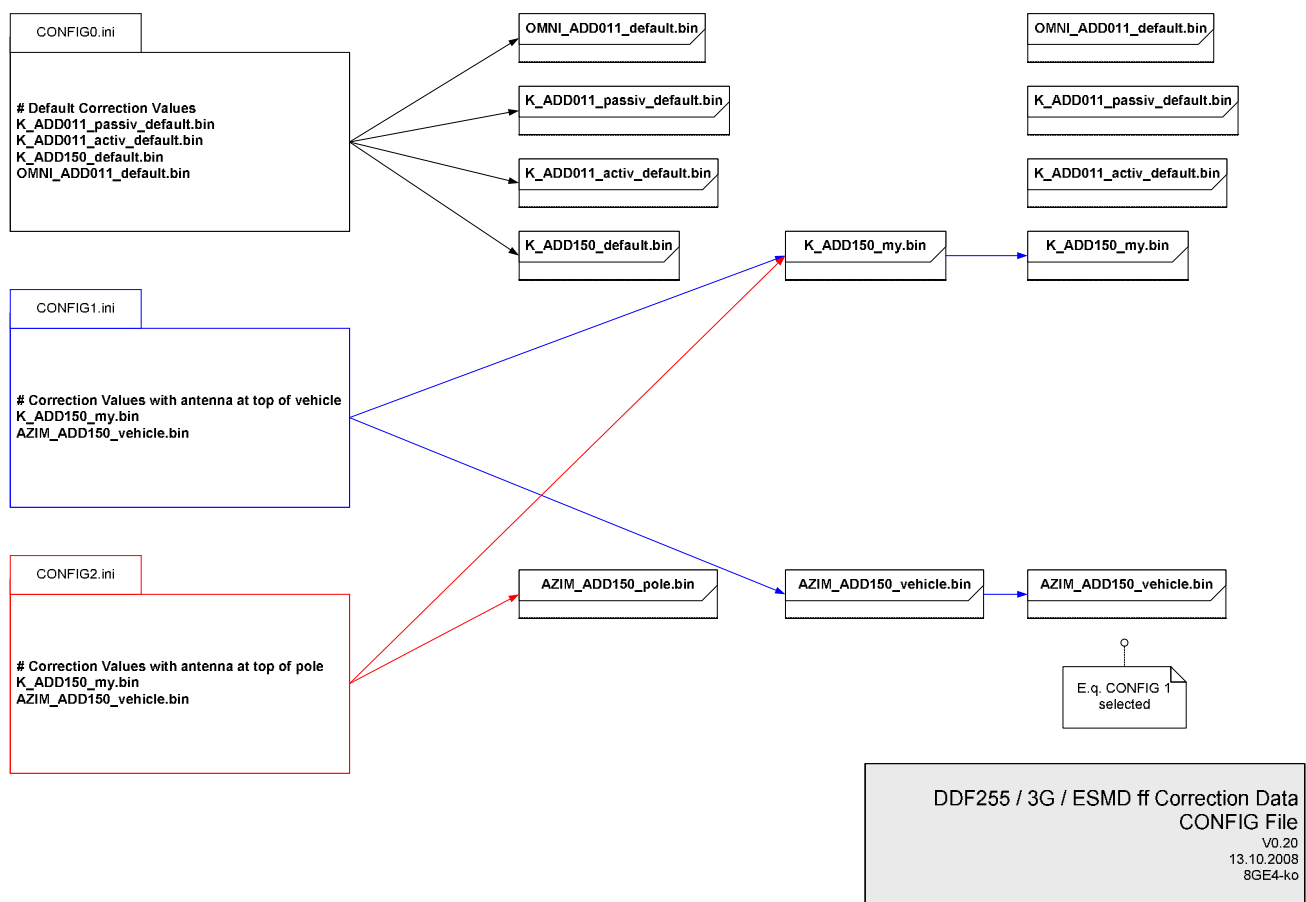 CONFIG0.ini
# Default Correction Values
K_ADD011_passiv_default.bin
K_ADD011_activ_default.bin
K_ADD150_default.bin
OMNI_ADD011_default.bin
CONFIG1.ini
# Correction Values with antenna at top of vehicle
K_ADD150_my.bin
AZIM_ADD150_vehicle.bin
CONFIG2.ini
# Correction Values with antenna at top of pole
K_ADD150_my.bin
AZIM_ADD150_vehicle.bin
OMNI_ADD011_default.bin
K_ADD011_passiv_default.bin
K_ADD011_activ_default.bin
K_ADD150_default.bin
AZIM_ADD150_pole.bin
K_ADD150_my.bin
AZIM_ADD150_vehicle.bin
OMNI_ADD011_default.bin
K_ADD011_passiv_default.bin
K_ADD011_activ_default.bin
K_ADD150_my.bin
AZIM_ADD150_vehicle.bin
E.q. CONFIG 1
selected
DDF255 / 3G / ESMD ff Correction Data
CONFIG File
V0.20
13.10.2008
8GE4-ko